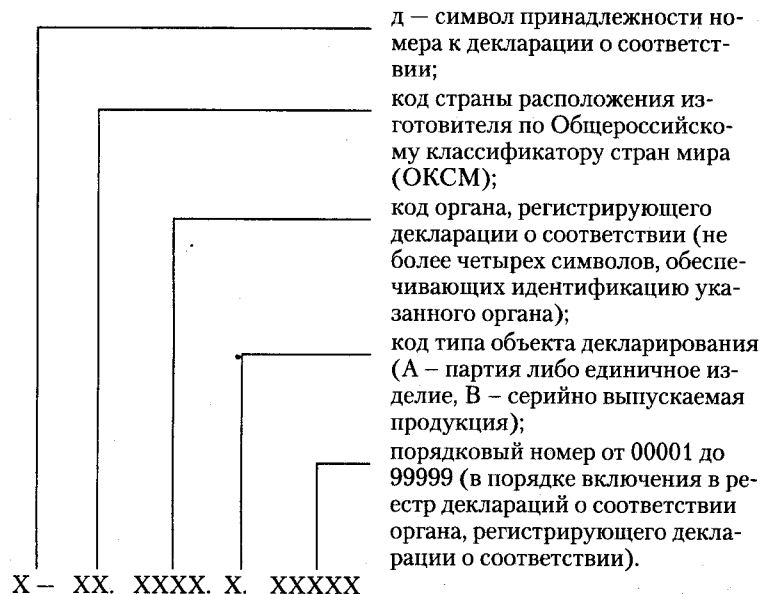 д — символ принадлежности но-
мера к декларации о соответст-
вии;
код страны расположения из-
готовителя по Общероссийско-
му классификатору стран мира
(ОКСМ);
код органа, регистрирующего
декларации о соответствии (не
более четырех символов, обеспе-
чивающих идентификацию ука-
занного органа);
код типа объекта декларирования
(А – партия либо единичное из-
делие, В – серийно выпускаемая
продукция);
порядковый номер от 00001 до
99999 (в порядке включения в ре-
естр деклараций о соответствии
органа, регистрирующего декла-
рации о соответствии).
Х – ХХ. ХХХХ. Х. ХХХХХ